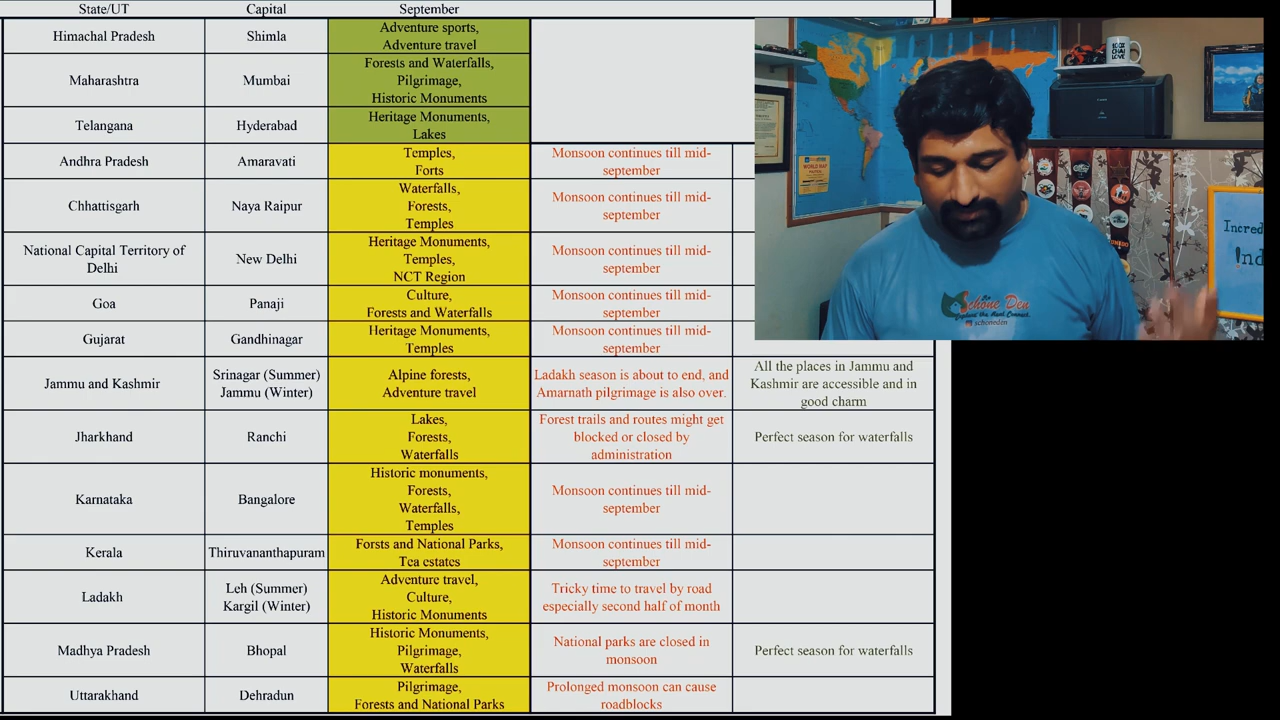 State/UT Capital September
Himachal Pradesh Shimla Adventure sports,
Adventure travel
Maharashtra Mumbai Forests and Waterfalls,
Pilgrimage,
Historic Monuments
Telangana Hyderabad Heritage Monuments,
Lakes
Andhra Pradesh Amaravati Temples,
Forts
Monsoon continues till mid-
september
Chhattisgarh Naya Raipur Waterfalls,
Forests,
Temples
Monsoon continues till mid-
september
National Capital Territory of
Delhi
New Delhi Heritage Monuments,
Temples,
NCT Region
Monsoon continues till mid-
september
Goa Panaji Culture,
Forests and Waterfalls
Monsoon continues till mid-
september
Gujarat Gandhinagar Heritage Monuments,
Temples
Monsoon continues till mid-
september
Jammu and Kashmir Srinagar (Summer)
Jammu (Winter)
Alpine forests,
Adventure travel
Ladakh season is about to end, and
Amarnath pilgrimage is also over.
All the places in Jammu and
Kashmir are accessible and in
good charm
Jharkhand Ranchi Lakes,
Forests,
Waterfalls
Forest trails and routes might get
blocked or closed by
administration
Perfect season for waterfalls
Karnataka Bangalore Historic monuments,
Forests,
Waterfalls,
Temples
Monsoon continues till mid-
september
Kerala Thiruvananthapuram Forsts and National Parks,
Tea estates
Monsoon continues till mid-
september
Ladakh Leh (Summer)
Kargil (Winter)
Adventure travel,
Culture,
Historic Monuments
Tricky time to travel by road
especially second half of month
Madhya Pradesh Bhopal Historic Monuments,
Pilgrimage,
Waterfalls
National parks are closed in
monsoon
Perfect season for waterfalls
Uttarakhand Dehradun Pilgrimage,
Forests and National Parks
Prolonged monsoon can cause
roadblocks
100%
CHAI
LOVE
WORLD MAP
Schone Den
schoneden
Incred
Ind